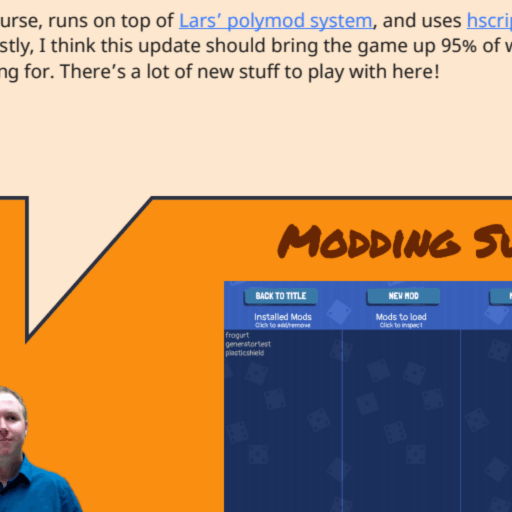 urse, runs on top of Lars' polymod system, and uses hscrip
stly, I think this update should bring the game up 95% of w
ng for. There's a lot of new stuff to play with here!
MODDING SU
BACK TO TITLE
NEW MOD
Installed Mods
Click to add/remove
Mods to load
Click to inspect
frogurt
generatortest
plasticshield